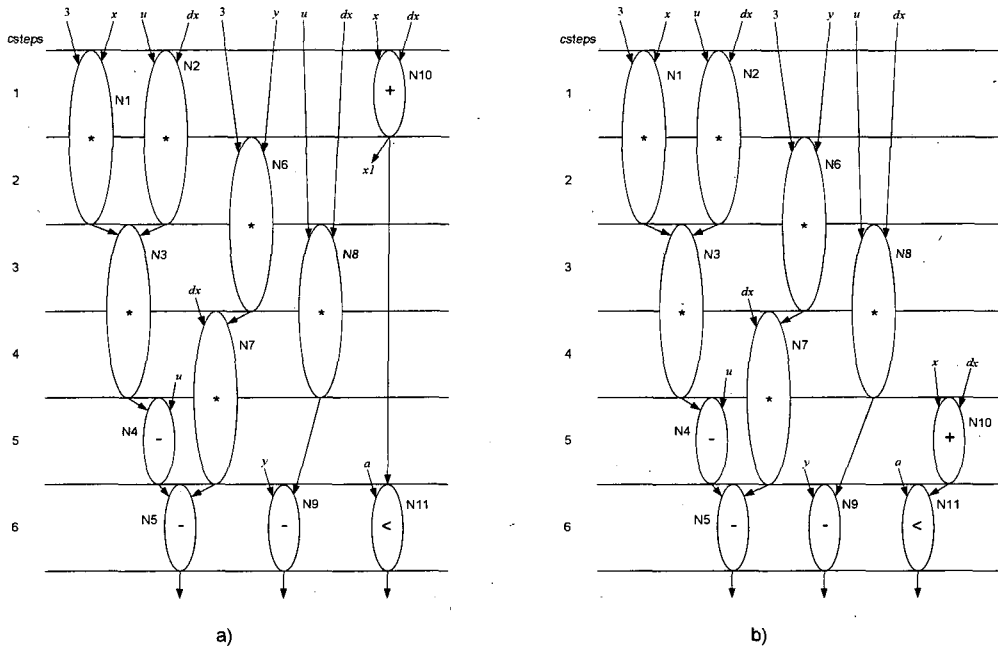 3 x u dx 3 y u dx x dx
csteps
N1 N2 N10
1 +
* *
2 N6 x1
*
3 N3 N8
* dx *
4 N7
u *
5 N4 -
y a
6 N5 - N9 - N11 <
a)
3 x u dx 3 y u dx
csteps
N1 N2
1
* *
2 N6
*
3 N3 N8
* dx *
4 N7
u * x dx
5 N4 - N10 +
y a
6 N5 - N9 - N11 <
b)